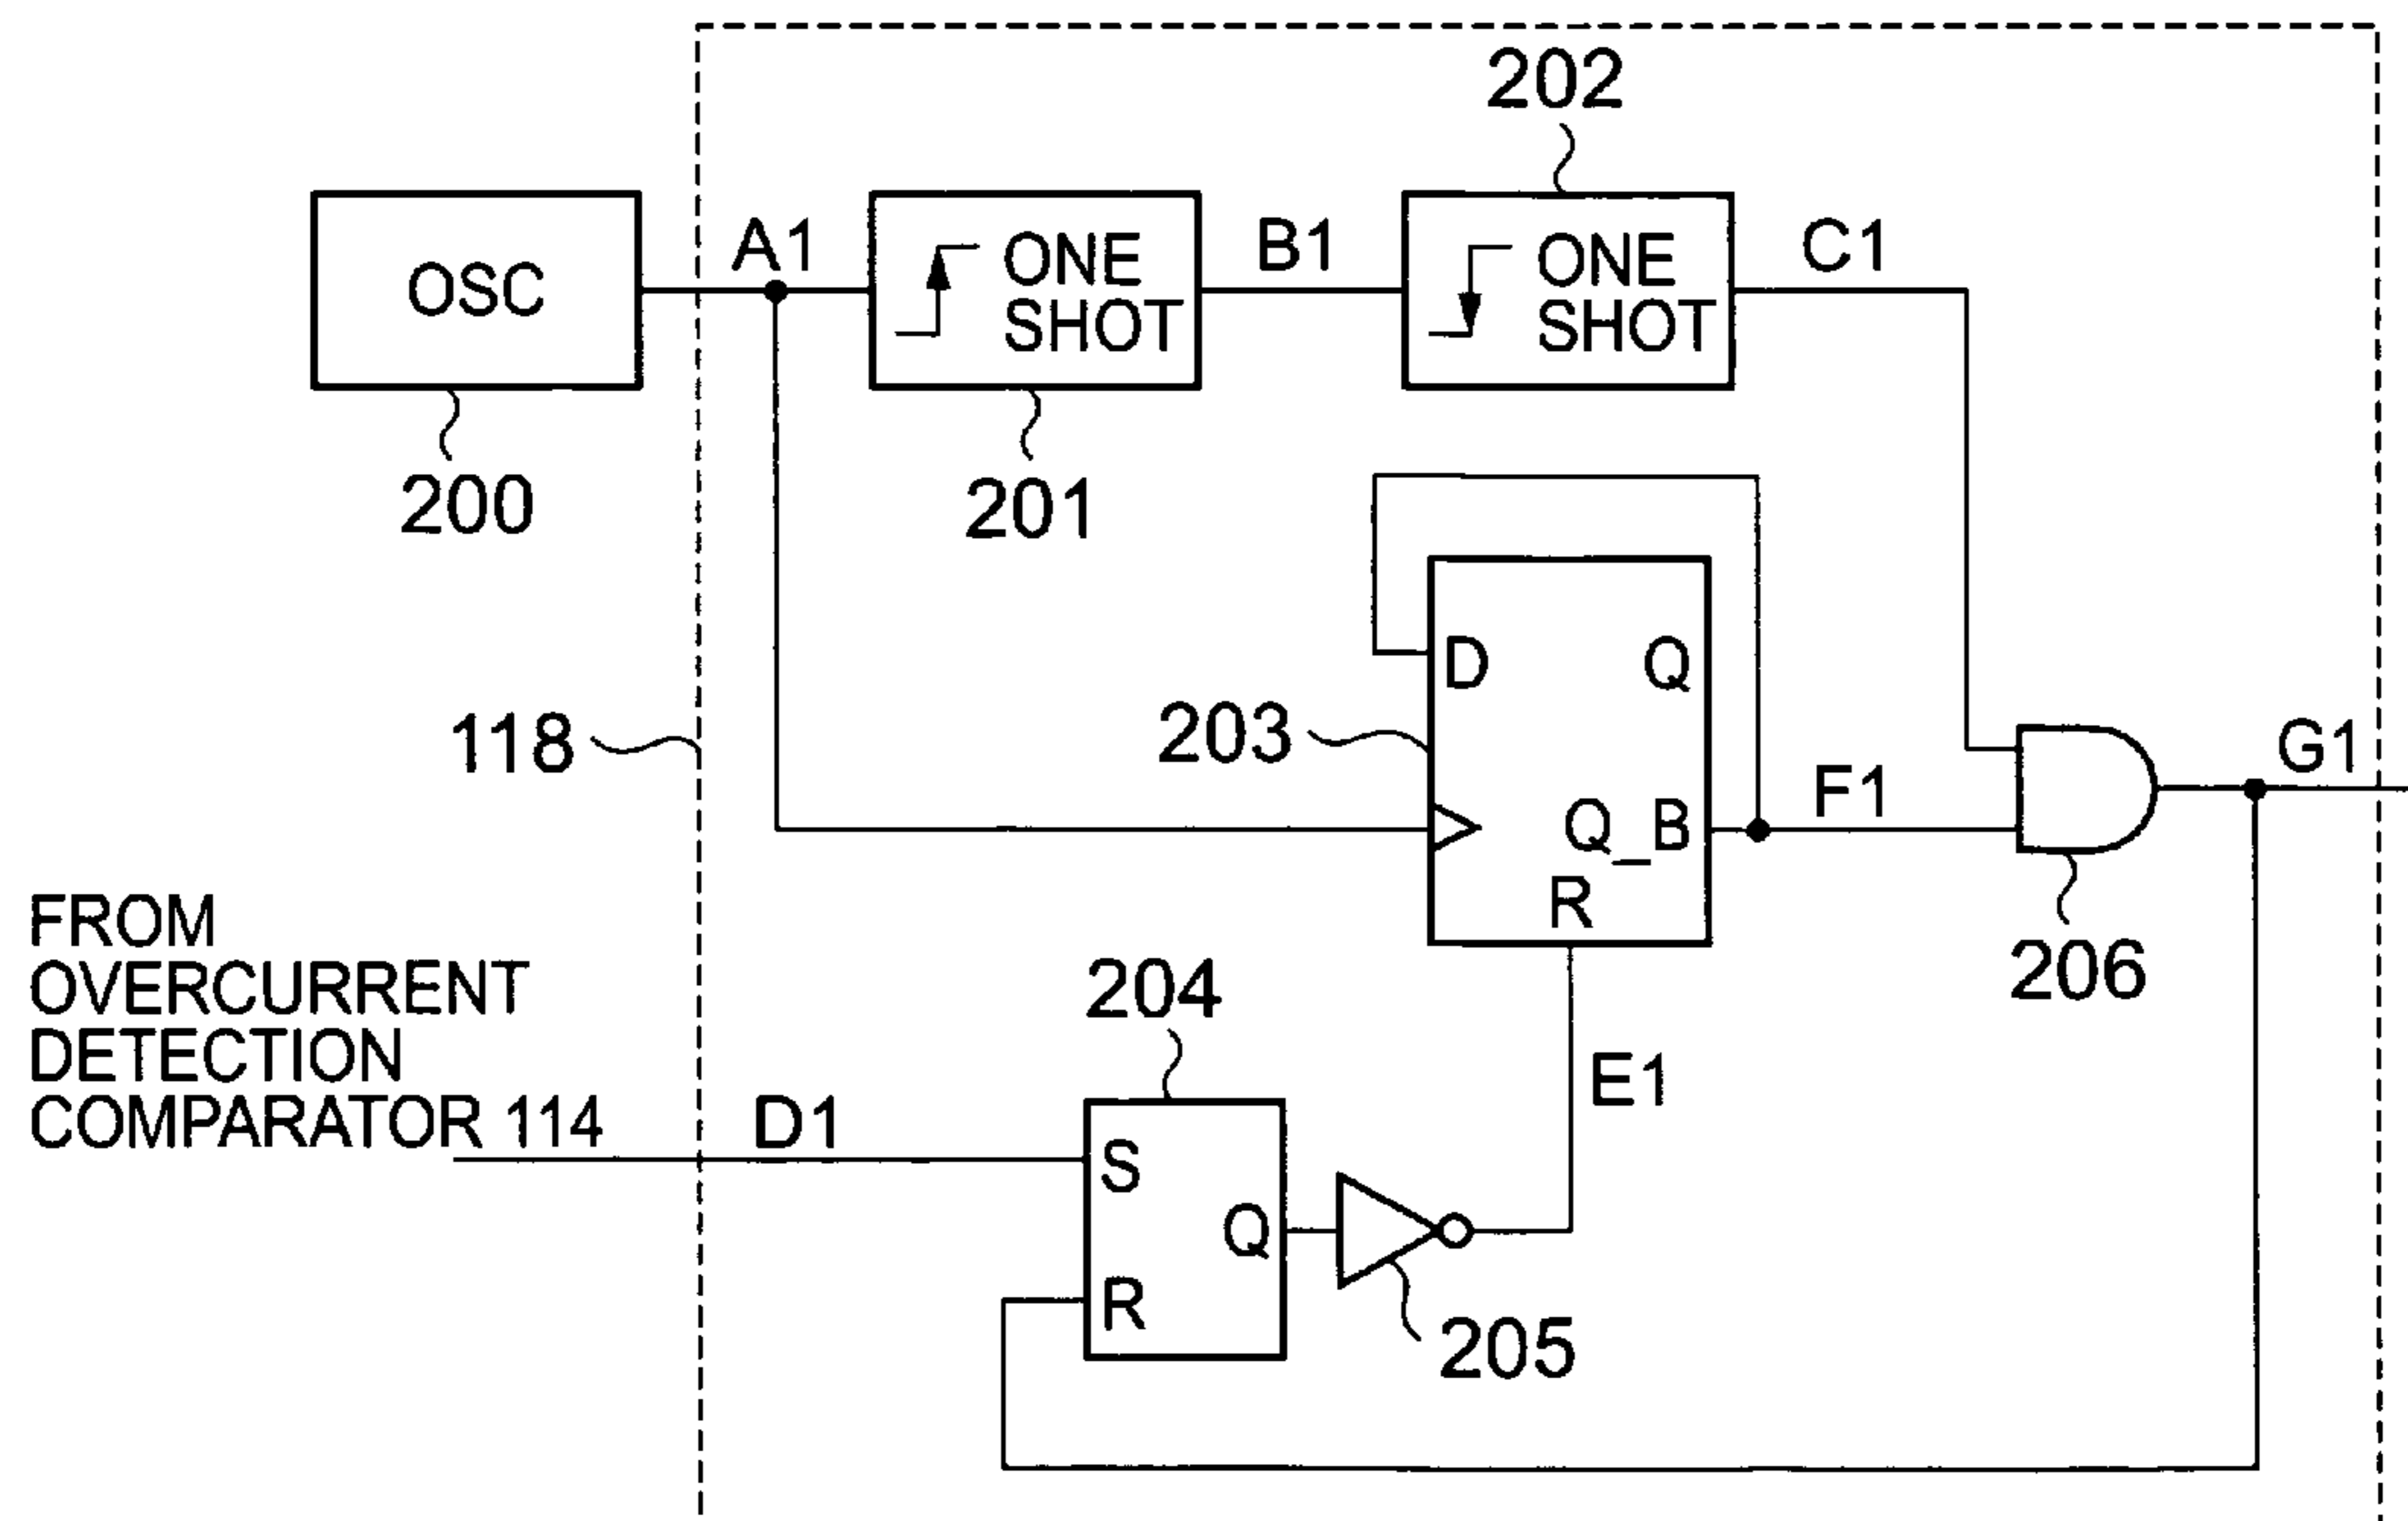 202
OSC
A1
ONE
SHOT
B1
ONE
SHOT
C1
200
201
D
Q
118
203
Q_B
R
F1
G1
206
FROM
OVERCURRENT
DETECTION
COMPARATOR 114
D1
204
E1
S
Q
R
205